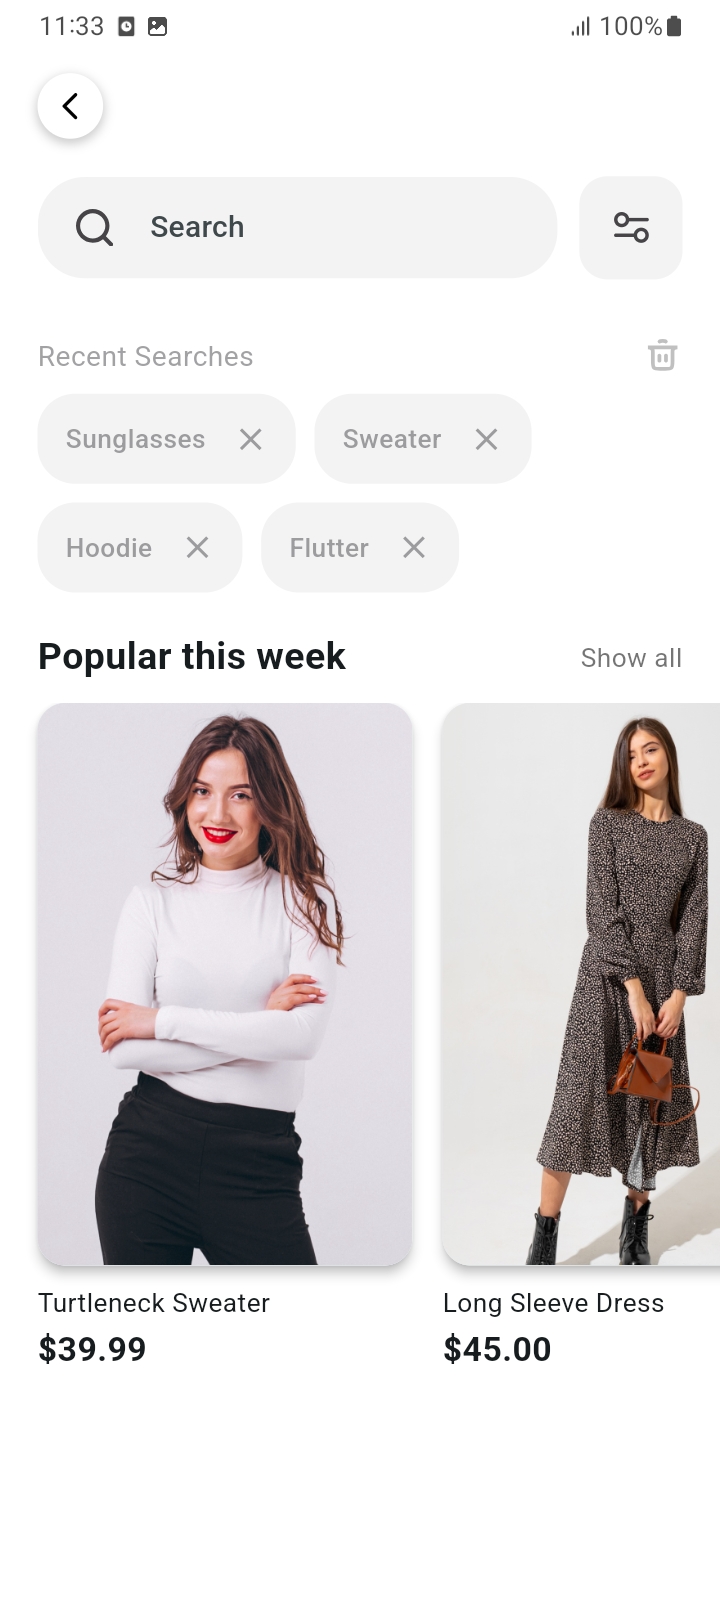 11:33 100%
Search
Recent Searches
Sunglasses Sweater
Hoodie Flutter
Popular this week Show all
Turtleneck Sweater Long Sleeve Dress
$39.99 $45.00